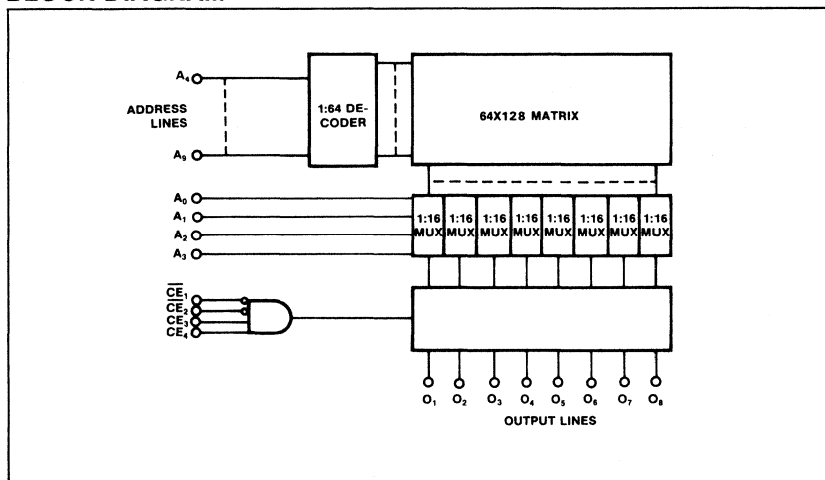 BLOCK DIAGRAM
A₄
ADDRESS
LINES
A₉
1:64 DE-
CODER
64X128 MATRIX
A₀
A₁
A₂
A₃
1:16 1:16 1:16 1:16 1:16 1:16 1:16 1:16
MUX MUX MUX MUX MUX MUX MUX MUX
C̅E̅₁
C̅E̅₂
CE₃
CE₄
O₁ O₂ O₃ O₄ O₅ O₆ O₇ O₈
OUTPUT LINES